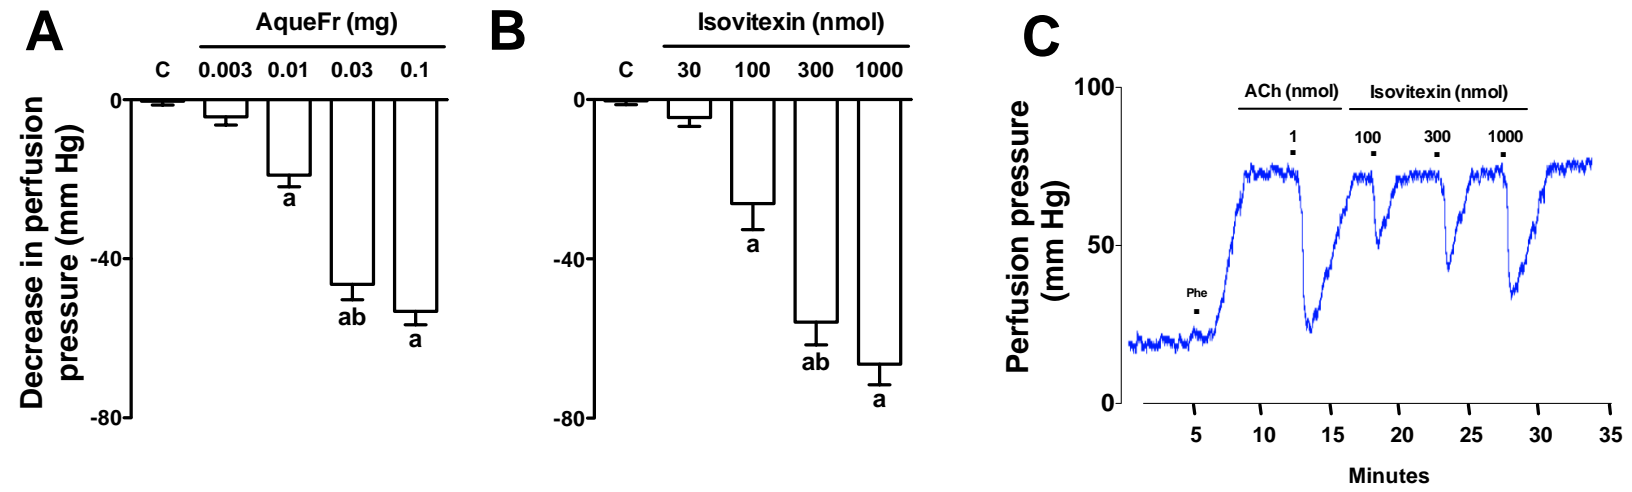 A
AqueFr (mg)
C 0.003 0.01 0.03 0.1
Decrease in perfusion
pressure (mm Hg)
0
-40
-80
a
ab
a
B
Isovitexin (nmol)
C 30 100 300 1000
0
-40
-80
a
ab
a
C
Perfusion pressure
(mm Hg)
100
50
0
ACh (nmol) Isovitexin (nmol)
1 100 300 1000
Phe
5 10 15 20 25 30 35
Minutes